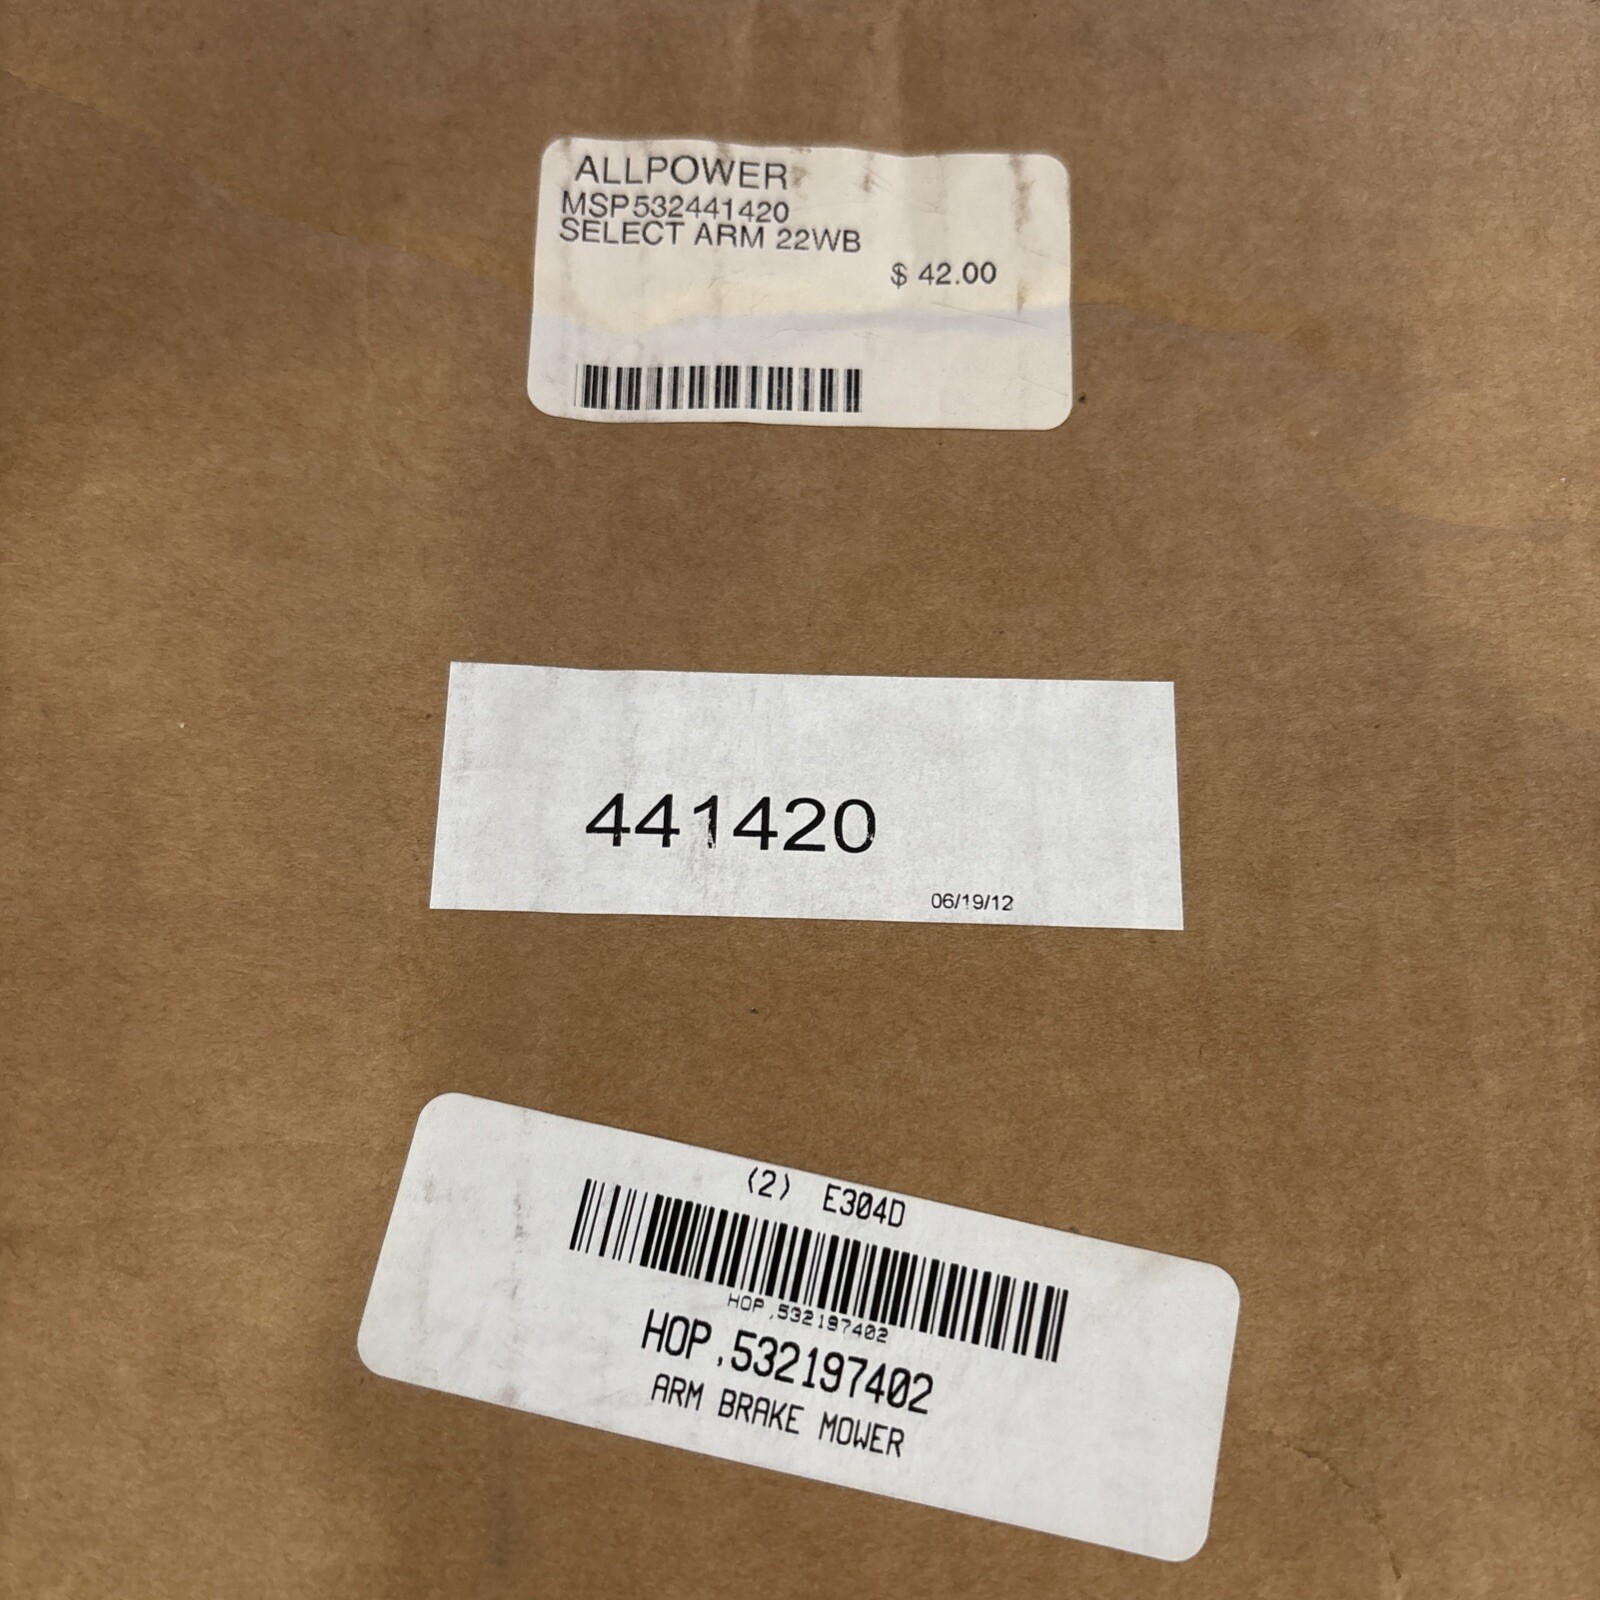 ALLPOWER
MSP532441420
SELECT ARM 22WB
$ 42.00
441420
06/19/12
(2) E304D
HOP.532197402
HOP.532197402
ARM BRAKE MOWER